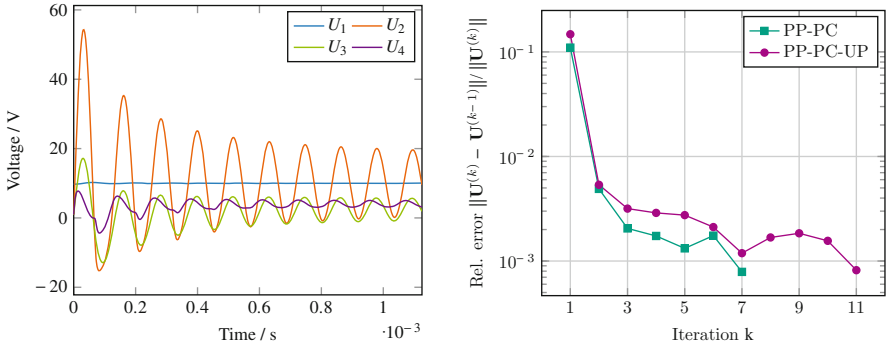 U₁ U₂
U₃ U₄
60
40
20
0
−20
Voltage / V
0 0.2 0.4 0.6 0.8 1
·10⁻³
Time / s
PP-PC
PP-PC-UP
10⁻¹
10⁻²
10⁻³
Rel. error ||U⁽ᵏ⁾ − U⁽ᵏ⁻¹⁾||/||U⁽ᵏ⁾||
1 3 5 7 9 11
Iteration k